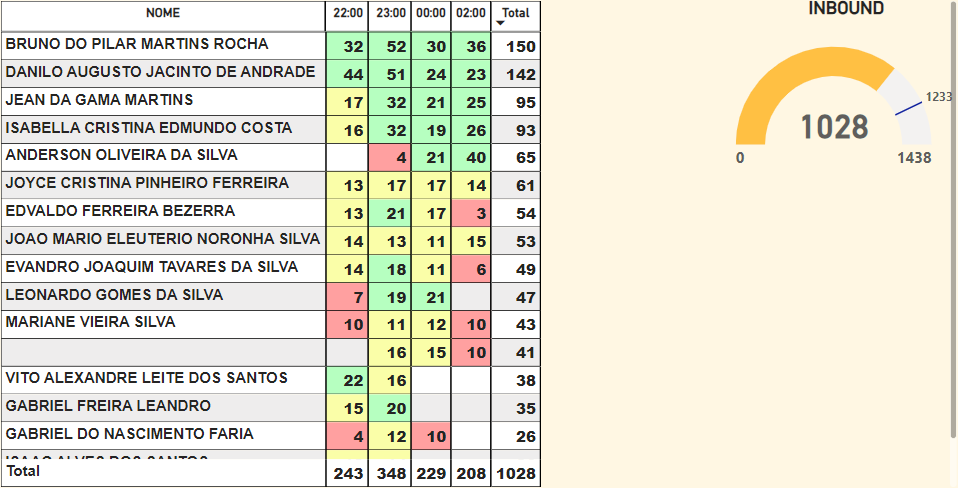 NOME 22:00 23:00 00:00 02:00 Total
BRUNO DO PILAR MARTINS ROCHA 32 52 30 36 150
DANILO AUGUSTO JACINTO DE ANDRADE 44 51 24 23 142
JEAN DA GAMA MARTINS 17 32 21 25 95
ISABELLA CRISTINA EDMUNDO COSTA 16 32 19 26 93
ANDERSON OLIVEIRA DA SILVA 4 21 40 65
JOYCE CRISTINA PINHEIRO FERREIRA 13 17 17 14 61
EDVALDO FERREIRA BEZERRA 13 21 17 3 54
JOAO MARIO ELEUTERIO NORONHA SILVA 14 13 11 15 53
EVANDRO JOAQUIM TAVARES DA SILVA 14 18 11 6 49
LEONARDO GOMES DA SILVA 7 19 21 47
MARIANE VIEIRA SILVA 10 11 12 10 43
16 15 10 41
VITO ALEXANDRE LEITE DOS SANTOS 22 16 38
GABRIEL FREIRA LEANDRO 15 20 35
GABRIEL DO NASCIMENTO FARIA 4 12 10 26
ISAAC ALVES DOS SANTOS
Total 243 348 229 208 1028
INBOUND
1233
1028
0 1438